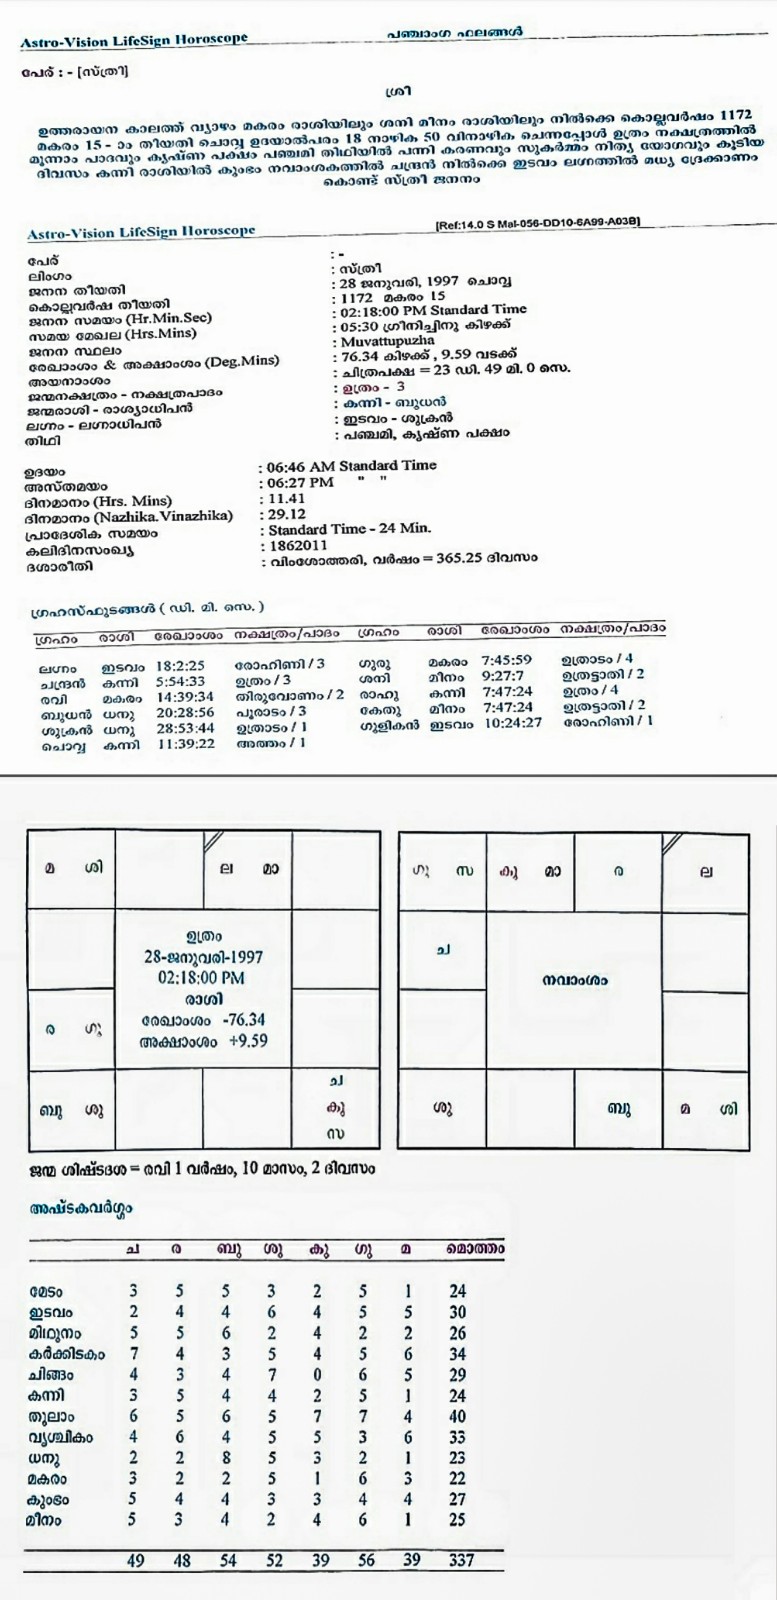 Astro-Vision LifeSign Horoscope പഞ്ചാംഗ ഫലങ്ങൾ
പേര് : - [സ്ത്രീ]
ശ്രീ
ഉത്തരായന കാലത്ത് വ്യാഴം മകരം രാശിയിലും ശനി മീനം രാശിയിലും നിൽക്കെ കൊല്ലവർഷം 1172
മകരം 15 - ാം തീയതി ചൊവ്വ ഉദയാൽപരം 18 നാഴിക 50 വിനാഴിക ചെന്നപ്പോൾ ഉത്രം നക്ഷത്രത്തിൽ
മൂന്നാം പാദവും കൃഷ്ണ പക്ഷം പഞ്ചമി തിഥിയിൽ പന്നി കരണവും സുകർമ്മം നിത്യ യോഗവും കൂടിയ
ദിവസം കന്നി രാശിയിൽ കുംഭം നവാംശകത്തിൽ ചന്ദ്രൻ നിൽക്കെ ഇടവം ലഗ്നത്തിൽ മധ്യ ദ്രേക്കാണം
കൊണ്ട് സ്ത്രീ ജനനം
Astro-Vision LifeSign Horoscope [Ref:14.0 S Mal-056-DD10-6A99-A03B]
പേര് : -
ലിംഗം : സ്ത്രീ
ജനന തീയതി : 28 ജനുവരി, 1997 ചൊവ്വ
കൊല്ലവർഷ തീയതി : 1172 മകരം 15
ജനന സമയം (Hr.Min.Sec) : 02:18:00 PM Standard Time
സമയ മേഖല (Hrs.Mins) : 05:30 ഗ്രീനിച്ചിനു കിഴക്ക്
ജനന സ്ഥലം : Muvattupuzha
രേഖാംശം & അക്ഷാംശം (Deg.Mins) : 76.34 കിഴക്ക് , 9.59 വടക്ക്
അയനാംശം : ചിത്രപക്ഷ = 23 ഡി. 49 മി. 0 സെ.
ജന്മനക്ഷത്രം - നക്ഷത്രപാദം : ഉത്രം - 3
ജന്മരാശി - രാശ്യാധിപൻ : കന്നി - ബുധൻ
ലഗ്നം - ലഗ്നാധിപൻ : ഇടവം - ശുക്രൻ
തിഥി : പഞ്ചമി, കൃഷ്ണ പക്ഷം
ഉദയം : 06:46 AM Standard Time
അസ്തമയം : 06:27 PM " "
ദിനമാനം (Hrs. Mins) : 11.41
ദിനമാനം (Nazhika.Vinazhika) : 29.12
പ്രാദേശിക സമയം : Standard Time - 24 Min.
കലിദിനസംഖ്യ : 1862011
ദശാരീതി : വിംശോത്തരി, വർഷം = 365.25 ദിവസം
ഗ്രഹസ്ഫുടങ്ങൾ ( ഡി. മി. സെ. )
ഗ്രഹം രാശി രേഖാംശം നക്ഷത്രം/പാദം ഗ്രഹം രാശി രേഖാംശം നക്ഷത്രം/പാദം
ലഗ്നം ഇടവം 18:2:25 രോഹിണി / 3 ഗുരു മകരം 7:45:59 ഉത്രാടം / 4
ചന്ദ്രൻ കന്നി 5:54:33 ഉത്രം / 3 ശനി മീനം 9:27:7 ഉത്രട്ടാതി / 2
രവി മകരം 14:39:34 തിരുവോണം / 2 രാഹു കന്നി 7:47:24 ഉത്രം / 4
ബുധൻ ധനു 20:28:56 പൂരാടം / 3 കേതു മീനം 7:47:24 ഉത്രട്ടാതി / 2
ശുക്രൻ ധനു 28:53:44 ഉത്രാടം / 1 ഗുളികൻ ഇടവം 10:24:27 രോഹിണി / 1
ചൊവ്വ കന്നി 11:39:22 അത്തം / 1
മ ശി ല മാ ഗു സ കു മാ ര ല
ഉത്രം
28-ജനുവരി-1997
02:18:00 PM
രാശി
രേഖാംശം -76.34
അക്ഷാംശം +9.59
ച നവാംശം
ര ഗു
ബു ശു ച കു സ ശു ബു മ ശി
ജന്മ ശിഷ്ടദശ = രവി 1 വർഷം, 10 മാസം, 2 ദിവസം
അഷ്ടകവർഗ്ഗം
ച ര ബു ശു കു ഗു മ മൊത്തം
മേടം 3 5 5 3 2 5 1 24
ഇടവം 2 4 4 6 4 5 5 30
മിഥുനം 5 5 6 2 4 2 2 26
കർക്കിടകം 7 4 3 5 4 5 6 34
ചിങ്ങം 4 3 4 7 0 6 5 29
കന്നി 3 5 4 4 2 5 1 24
തുലാം 6 5 6 5 7 7 4 40
വൃശ്ചികം 4 6 4 5 5 3 6 33
ധനു 2 2 8 5 3 2 1 23
മകരം 3 2 2 5 1 6 3 22
കുംഭം 5 4 4 3 3 4 4 27
മീനം 5 3 4 2 4 6 1 25
49 48 54 52 39 56 39 337